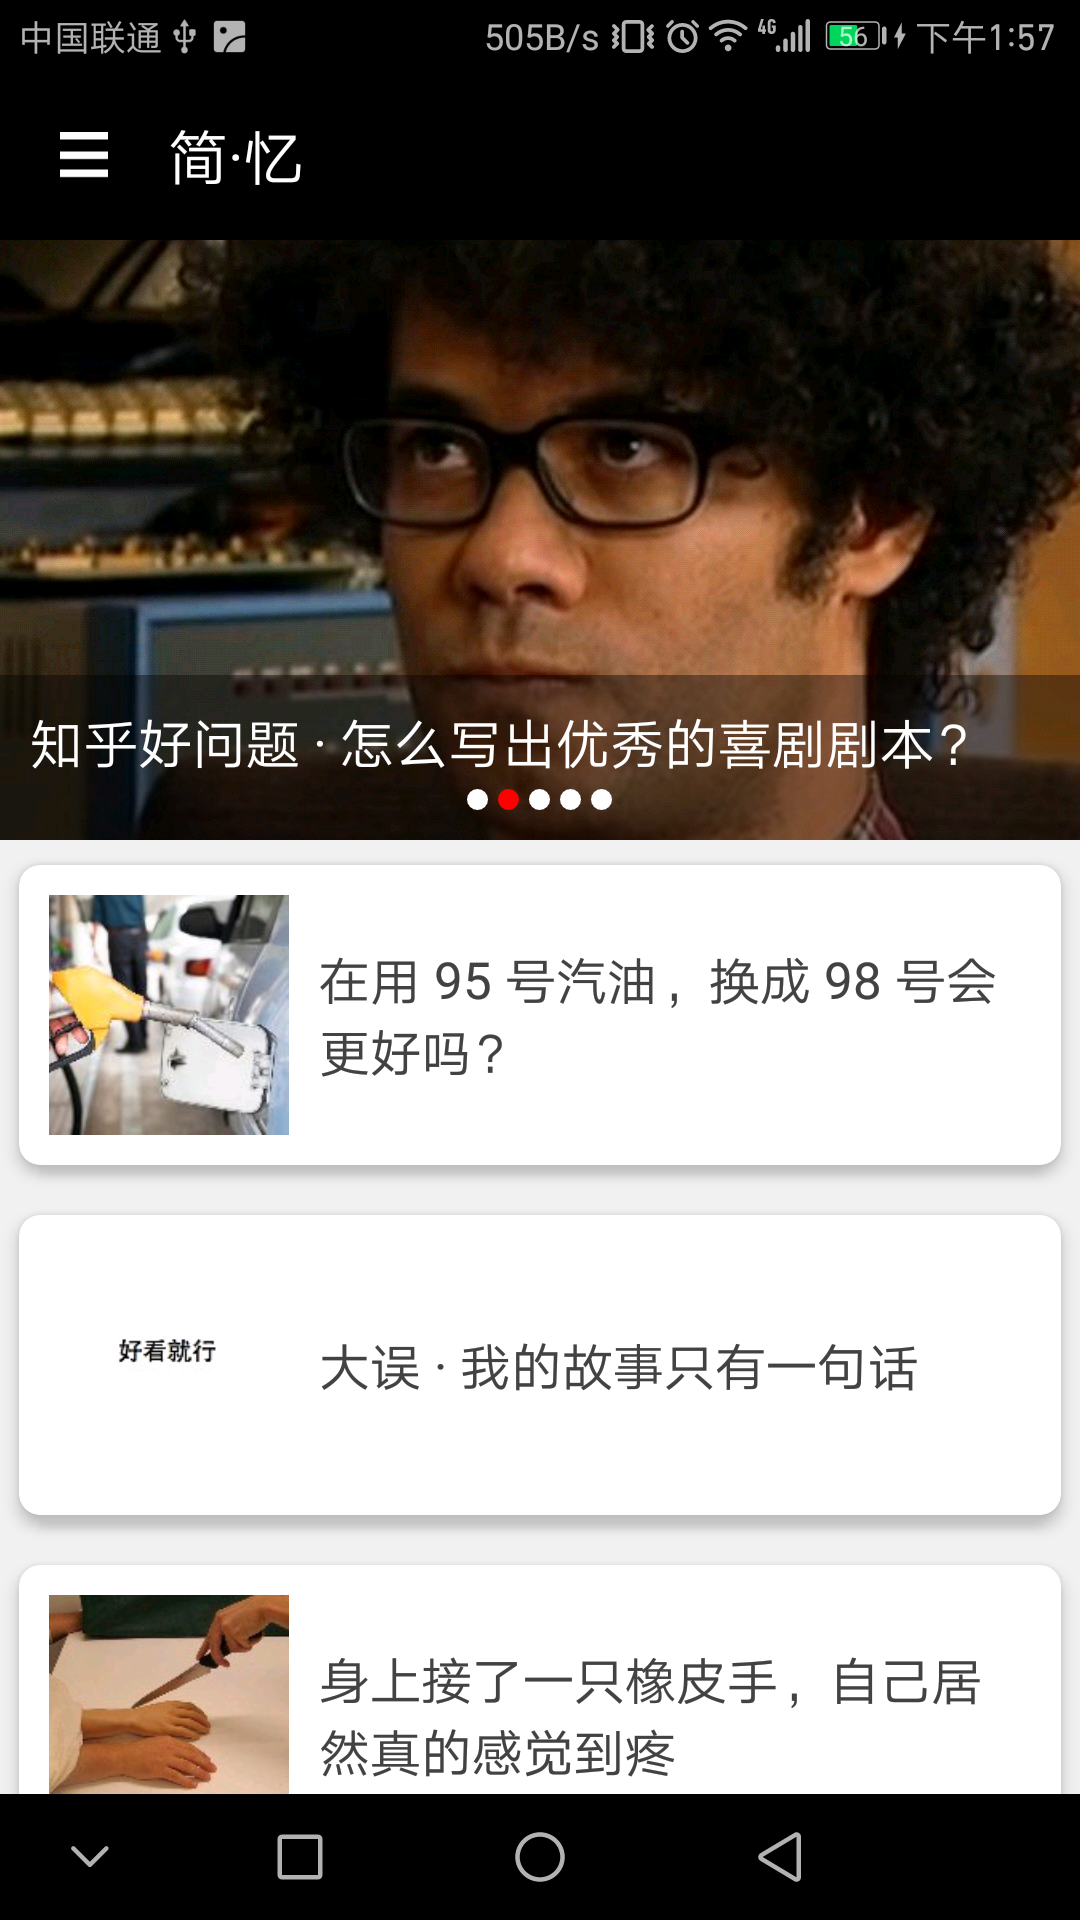 中国联通 505B/s 4G 56 下午1:57
简·忆
知乎好问题 · 怎么写出优秀的喜剧剧本？
在用 95 号汽油，换成 98 号会
更好吗？
好看就行
大误 · 我的故事只有一句话
身上接了一只橡皮手，自己居
然真的感觉到疼